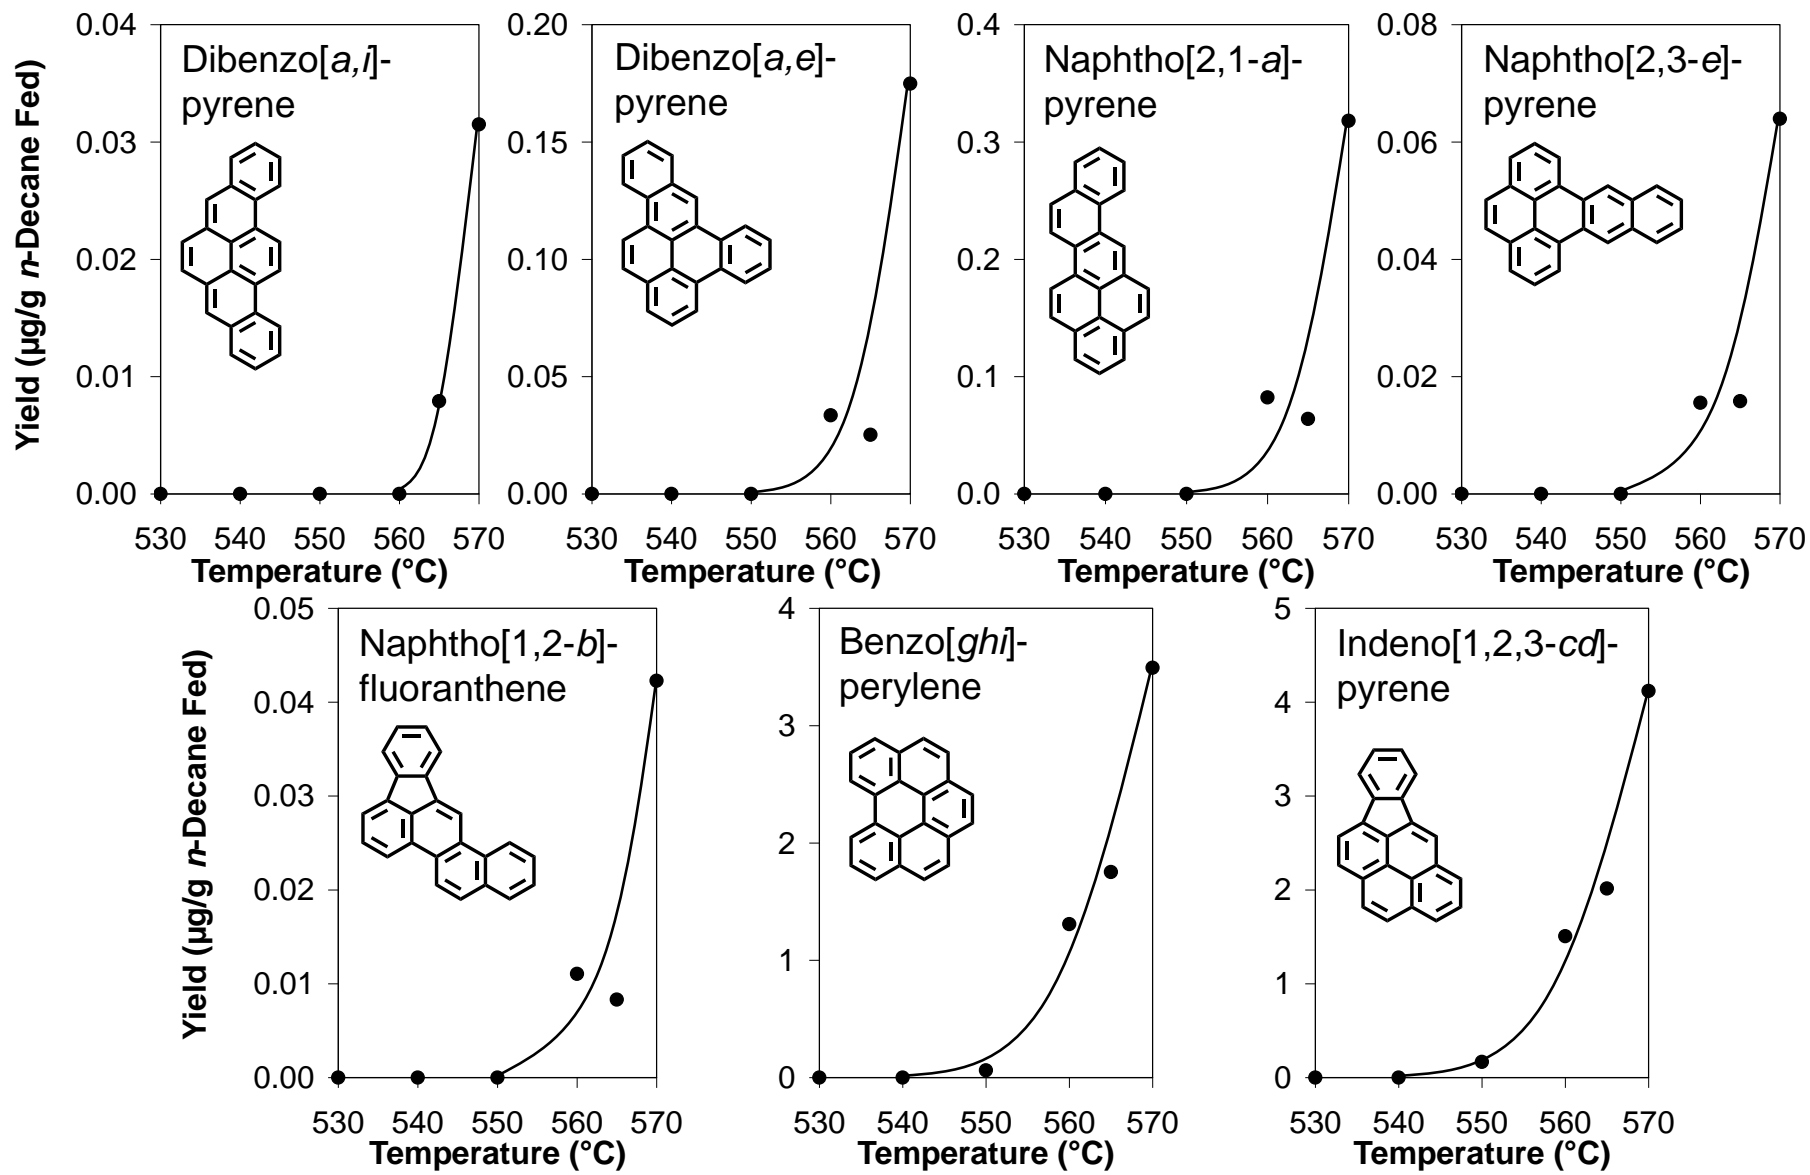 Yield (µg/g n-Decane Fed)
0.04
0.03
0.02
0.01
0.00
Dibenzo[a,i]-
pyrene
530 540 550 560 570
Temperature (°C)
0.20
0.15
0.10
0.05
0.00
Dibenzo[a,e]-
pyrene
530 540 550 560 570
Temperature (°C)
0.4
0.3
0.2
0.1
0.0
Naphtho[2,1-a]-
pyrene
530 540 550 560 570
Temperature (°C)
0.08
0.06
0.04
0.02
0.00
Naphtho[2,3-e]-
pyrene
530 540 550 560 570
Temperature (°C)
Yield (µg/g n-Decane Fed)
0.05
0.04
0.03
0.02
0.01
0.00
Naphtho[1,2-b]-
fluoranthene
530 540 550 560 570
Temperature (°C)
4
3
2
1
0
Benzo[ghi]-
perylene
530 540 550 560 570
Temperature (°C)
5
4
3
2
1
0
Indeno[1,2,3-cd]-
pyrene
530 540 550 560 570
Temperature (°C)